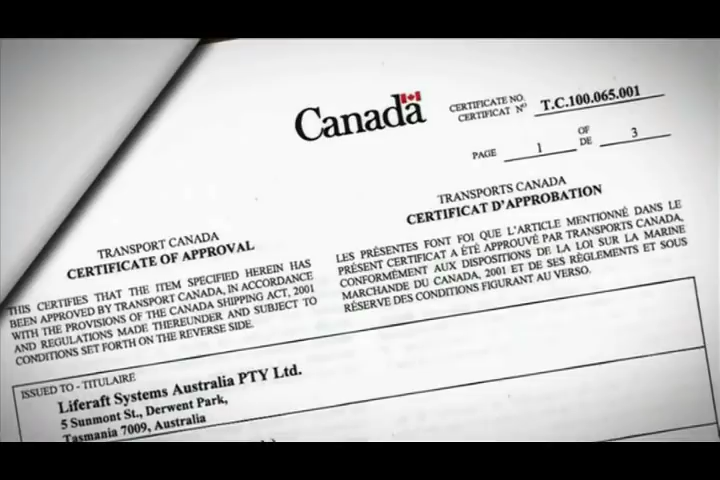 Canada
CERTIFICATE NO.
CERTIFICAT Nº
T.C.100.065.001
PAGE 1 OF
DE 3
TRANSPORT CANADA
CERTIFICATE OF APPROVAL
THIS CERTIFIES THAT THE ITEM SPECIFIED HEREIN HAS
BEEN APPROVED BY TRANSPORT CANADA, IN ACCORDANCE
WITH THE PROVISIONS OF THE CANADA SHIPPING ACT, 2001
AND REGULATIONS MADE THEREUNDER AND SUBJECT TO
CONDITIONS SET FORTH ON THE REVERSE SIDE.
TRANSPORTS CANADA
CERTIFICAT D'APPROBATION
LES PRÉSENTES FONT FOI QUE L'ARTICLE MENTIONNÉ DANS LE
PRÉSENT CERTIFICAT A ÉTÉ APPROUVÉ PAR TRANSPORTS CANADA,
CONFORMÉMENT AUX DISPOSITIONS DE LA LOI SUR LA MARINE
MARCHANDE DU CANADA, 2001 ET DE SES RÈGLEMENTS ET SOUS
RÉSERVE DES CONDITIONS FIGURANT AU VERSO.
ISSUED TO - TITULAIRE
Liferaft Systems Australia PTY Ltd.
5 Sunmont St., Derwent Park,
Tasmania 7009, Australia